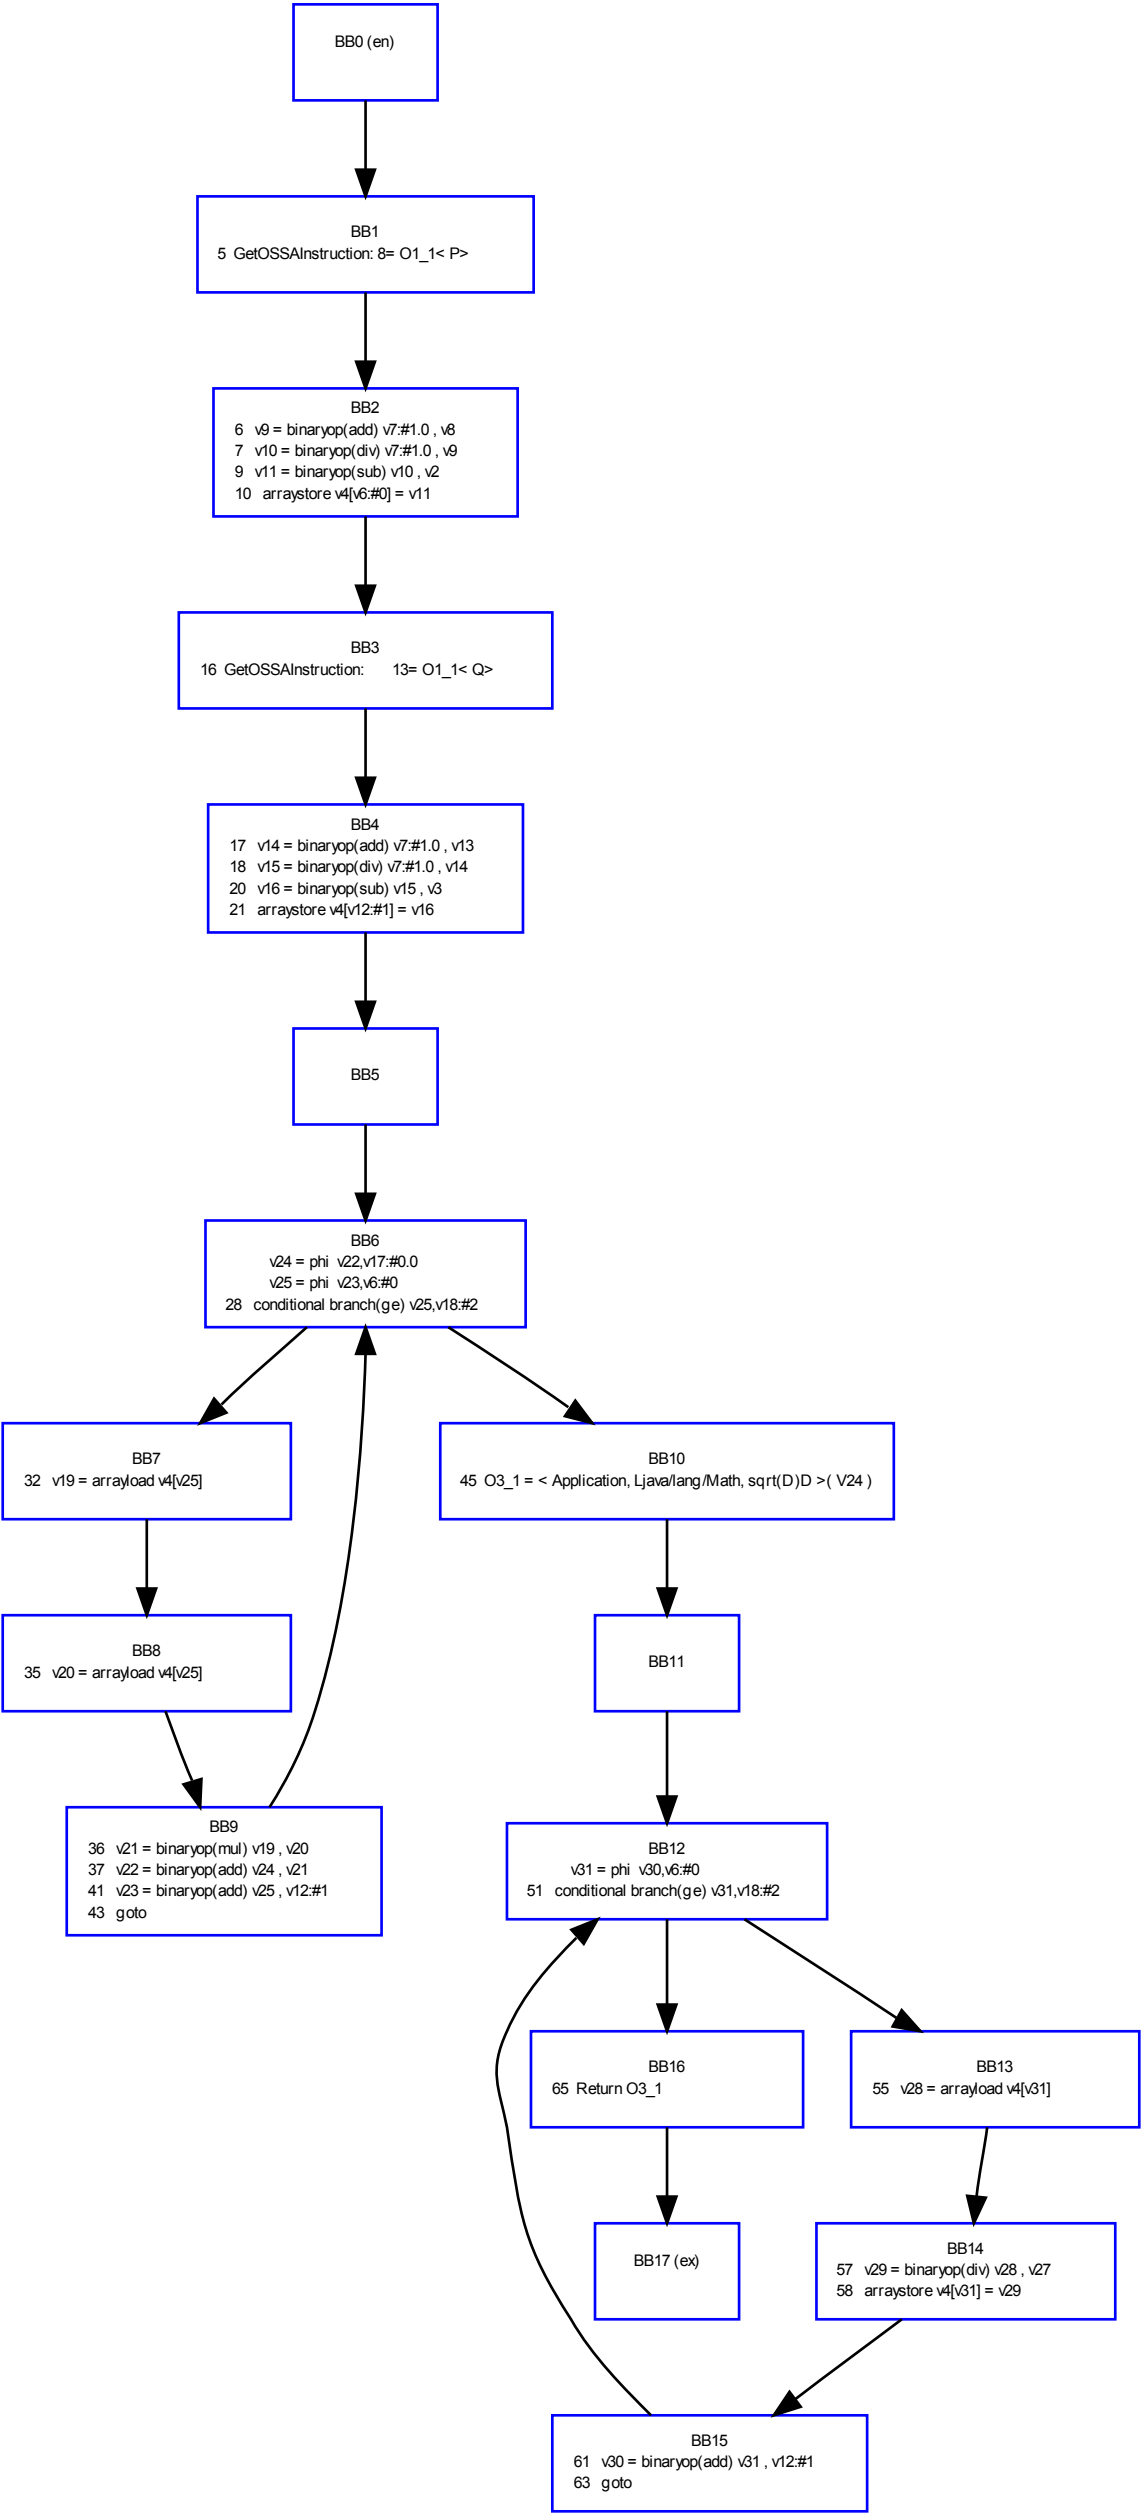 BB0 (en)
BB1
5 GetOSSAInstruction: 8= O1_1< P>
BB2
6 v9 = binaryop(add) v7:#1.0 , v8
7 v10 = binaryop(div) v7:#1.0 , v9
9 v11 = binaryop(sub) v10 , v2
10 arraystore v4[v6:#0] = v11
BB3
16 GetOSSAInstruction: 13= O1_1< Q>
BB4
17 v14 = binaryop(add) v7:#1.0 , v13
18 v15 = binaryop(div) v7:#1.0 , v14
20 v16 = binaryop(sub) v15 , v3
21 arraystore v4[v12:#1] = v16
BB5
BB6
v24 = phi v22,v17:#0.0
v25 = phi v23,v6:#0
28 conditional branch(ge) v25,v18:#2
BB7
32 v19 = arrayload v4[v25]
BB8
35 v20 = arrayload v4[v25]
BB9
36 v21 = binaryop(mul) v19 , v20
37 v22 = binaryop(add) v24 , v21
41 v23 = binaryop(add) v25 , v12:#1
43 goto
BB10
45 O3_1 = < Application, Ljava/lang/Math, sqrt(D)D >( V24 )
BB11
BB12
v31 = phi v30,v6:#0
51 conditional branch(ge) v31,v18:#2
BB16
65 Return O3_1
BB13
55 v28 = arrayload v4[v31]
BB17 (ex)
BB14
57 v29 = binaryop(div) v28 , v27
58 arraystore v4[v31] = v29
BB15
61 v30 = binaryop(add) v31 , v12:#1
63 goto